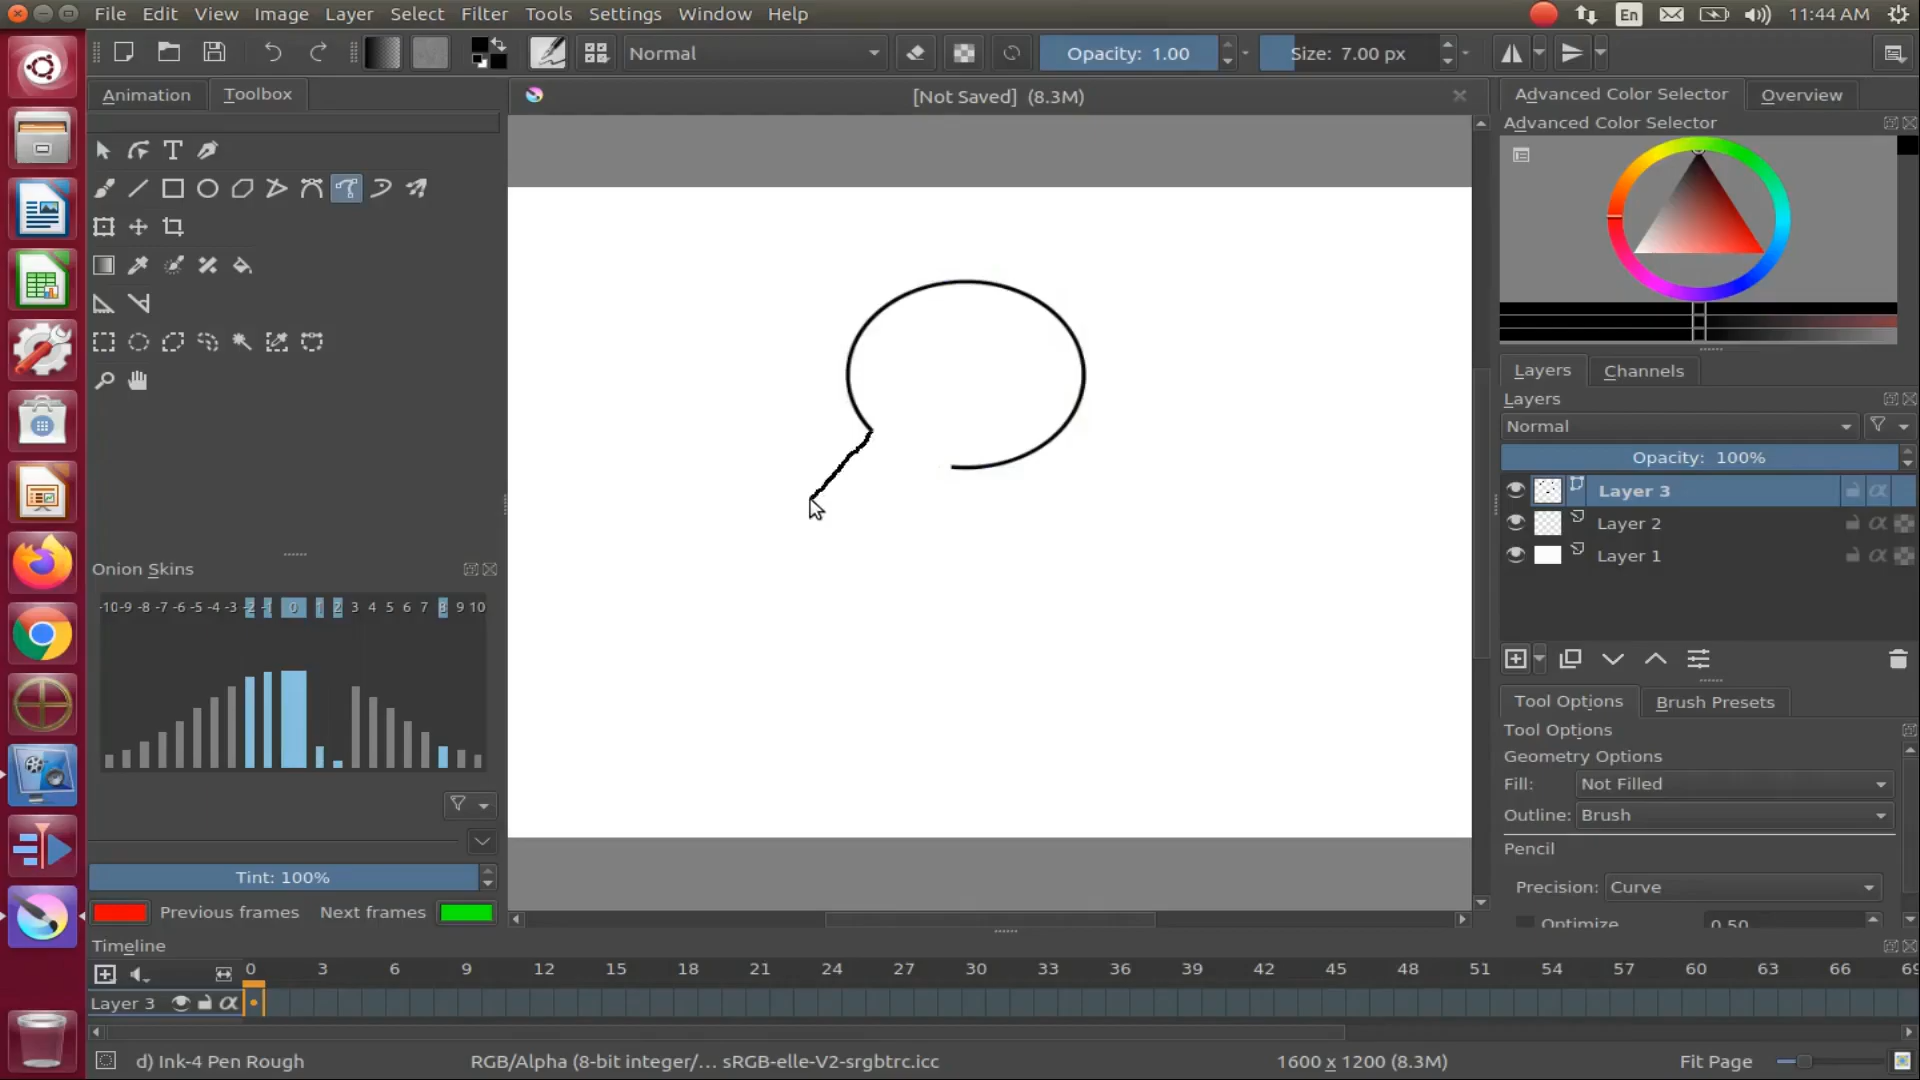 File Edit View Image Layer Select Filter Tools Settings Window Help En 11:44 AM
Normal Opacity: 1.00 Size: 7.00 px
Animation Toolbox [Not Saved] (8.3M) Advanced Color Selector Overview
Advanced Color Selector
Layers Channels
Layers
Normal
Opacity: 100%
Layer 3
Layer 2
Layer 1
Onion Skins
-10 -9 -8 -7 -6 -5 -4 -3 -2 -1 0 1 2 3 4 5 6 7 8 9 10
Tool Options Brush Presets
Tool Options
Geometry Options
Fill: Not Filled
Outline: Brush
Pencil
Precision: Curve
Optimize 0.50
Tint: 100%
Previous frames Next frames
Timeline
0 3 6 9 12 15 18 21 24 27 30 33 36 39 42 45 48 51 54 57 60 63 66 69
Layer 3
d) Ink-4 Pen Rough RGB/Alpha (8-bit integer/... sRGB-elle-V2-srgbtrc.icc 1600 x 1200 (8.3M) Fit Page